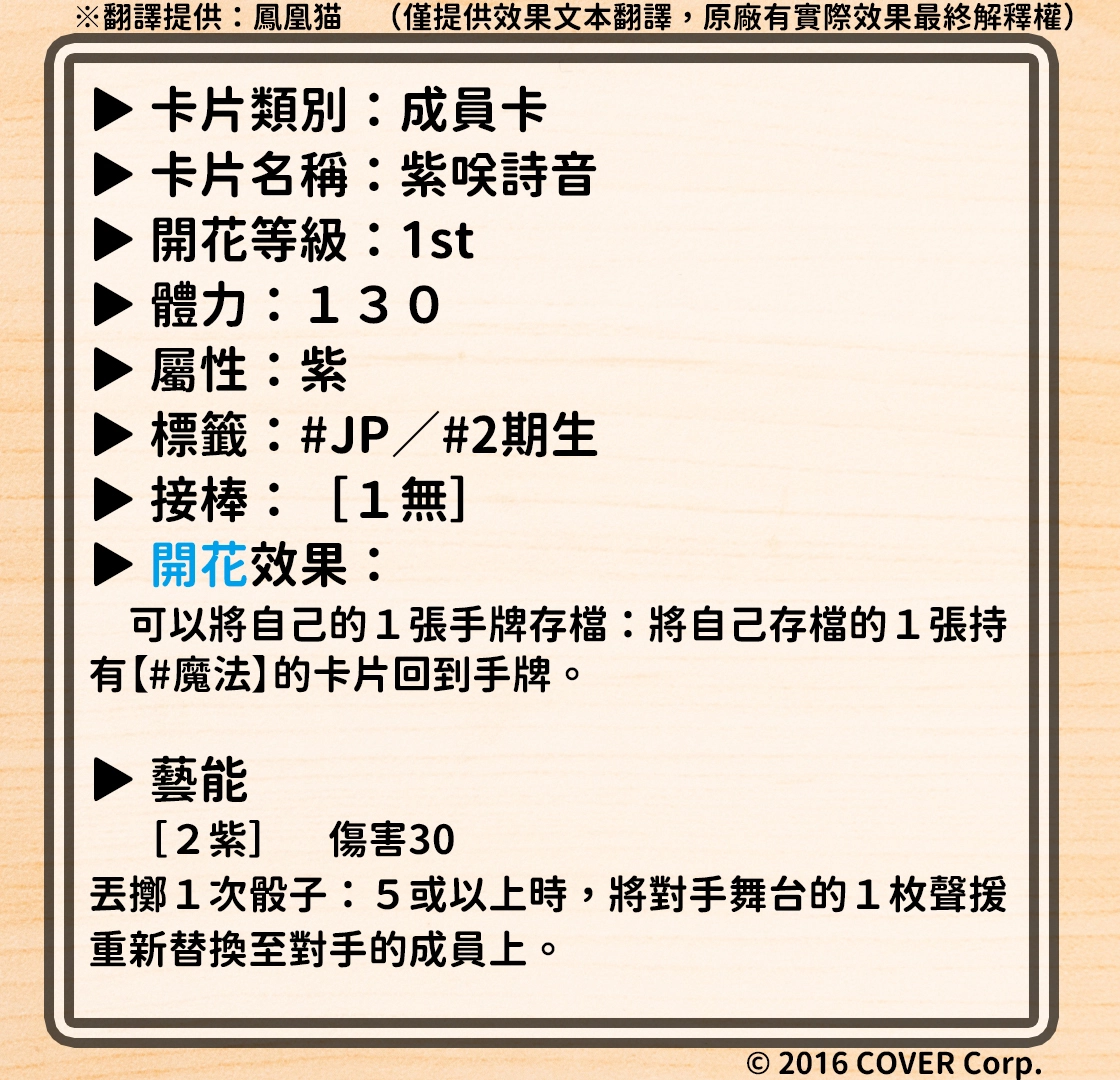 ※翻譯提供：鳳凰猫　（僅提供效果文本翻譯，原廠有實際效果最終解釋權）
▶ 卡片類別：成員卡
▶ 卡片名稱：紫咲詩音
▶ 開花等級：1st
▶ 體力：１３０
▶ 屬性：紫
▶ 標籤：#JP／#2期生
▶ 接棒：［１無］
▶ 開花效果：
可以將自己的１張手牌存檔：將自己存檔的１張持
有【#魔法】的卡片回到手牌。
▶ 藝能
［２紫］　傷害30
丟擲１次骰子：５或以上時，將對手舞台的１枚聲援
重新替換至對手的成員上。
© 2016 COVER Corp.